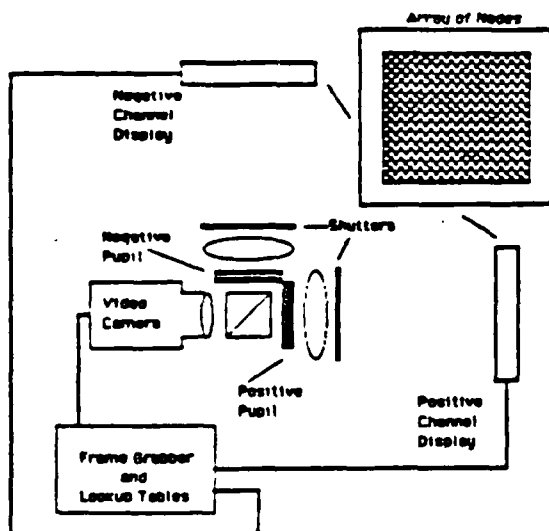 Array of Nodes
Negative
Channel
Display
Shutters
Negative
Pupil
Video
Camera
Positive
Pupil
Positive
Channel
Display
Frame Grabber
and
Lookup Tables